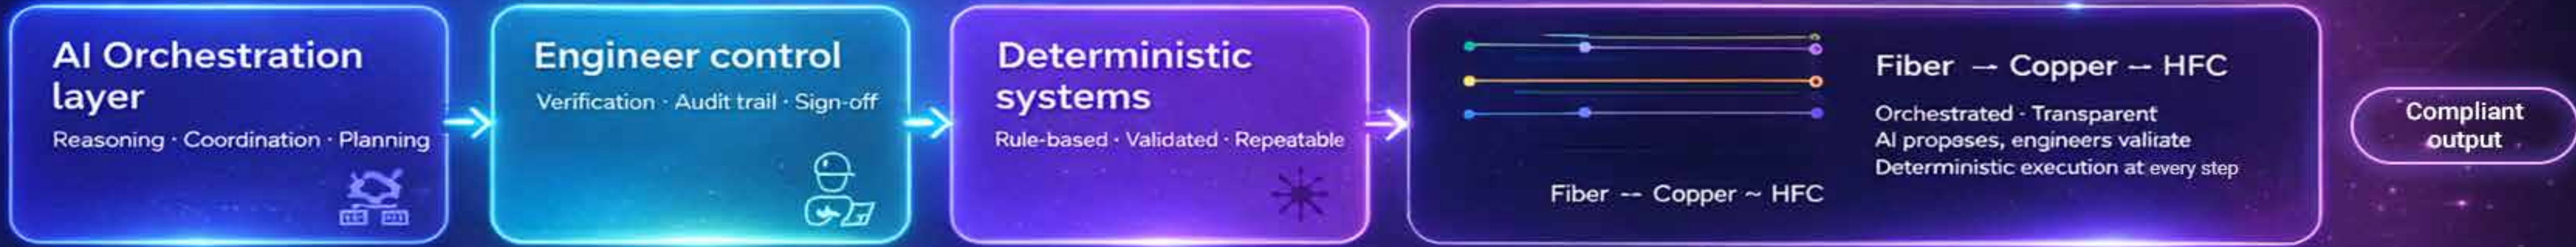 AI Orchestration
layer
Reasoning · Coordination · Planning
Engineer control
Verification · Audit trail · Sign-off
Deterministic
systems
Rule-based · Validated · Repeatable
Fiber -- Copper ~ HFC
Fiber – Copper – HFC
Orchestrated · Transparent
AI proposes, engineers valitate
Deterministic execution at every step
Compliant
output